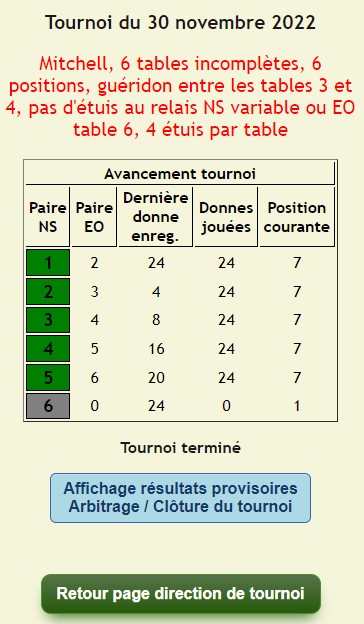 Tournoi du 30 novembre 2022
Mitchell, 6 tables incomplètes, 6
positions, guéridon entre les tables 3 et
4, pas d'étuis au relais NS variable ou EO
table 6, 4 étuis par table
Avancement tournoi
Paire NS Paire EO Dernière donne enreg. Donnes jouées Position courante
1 2 24 24 7
2 3 4 24 7
3 4 8 24 7
4 5 16 24 7
5 6 20 24 7
6 0 24 0 1
Tournoi terminé
Affichage résultats provisoires
Arbitrage / Clôture du tournoi
Retour page direction de tournoi